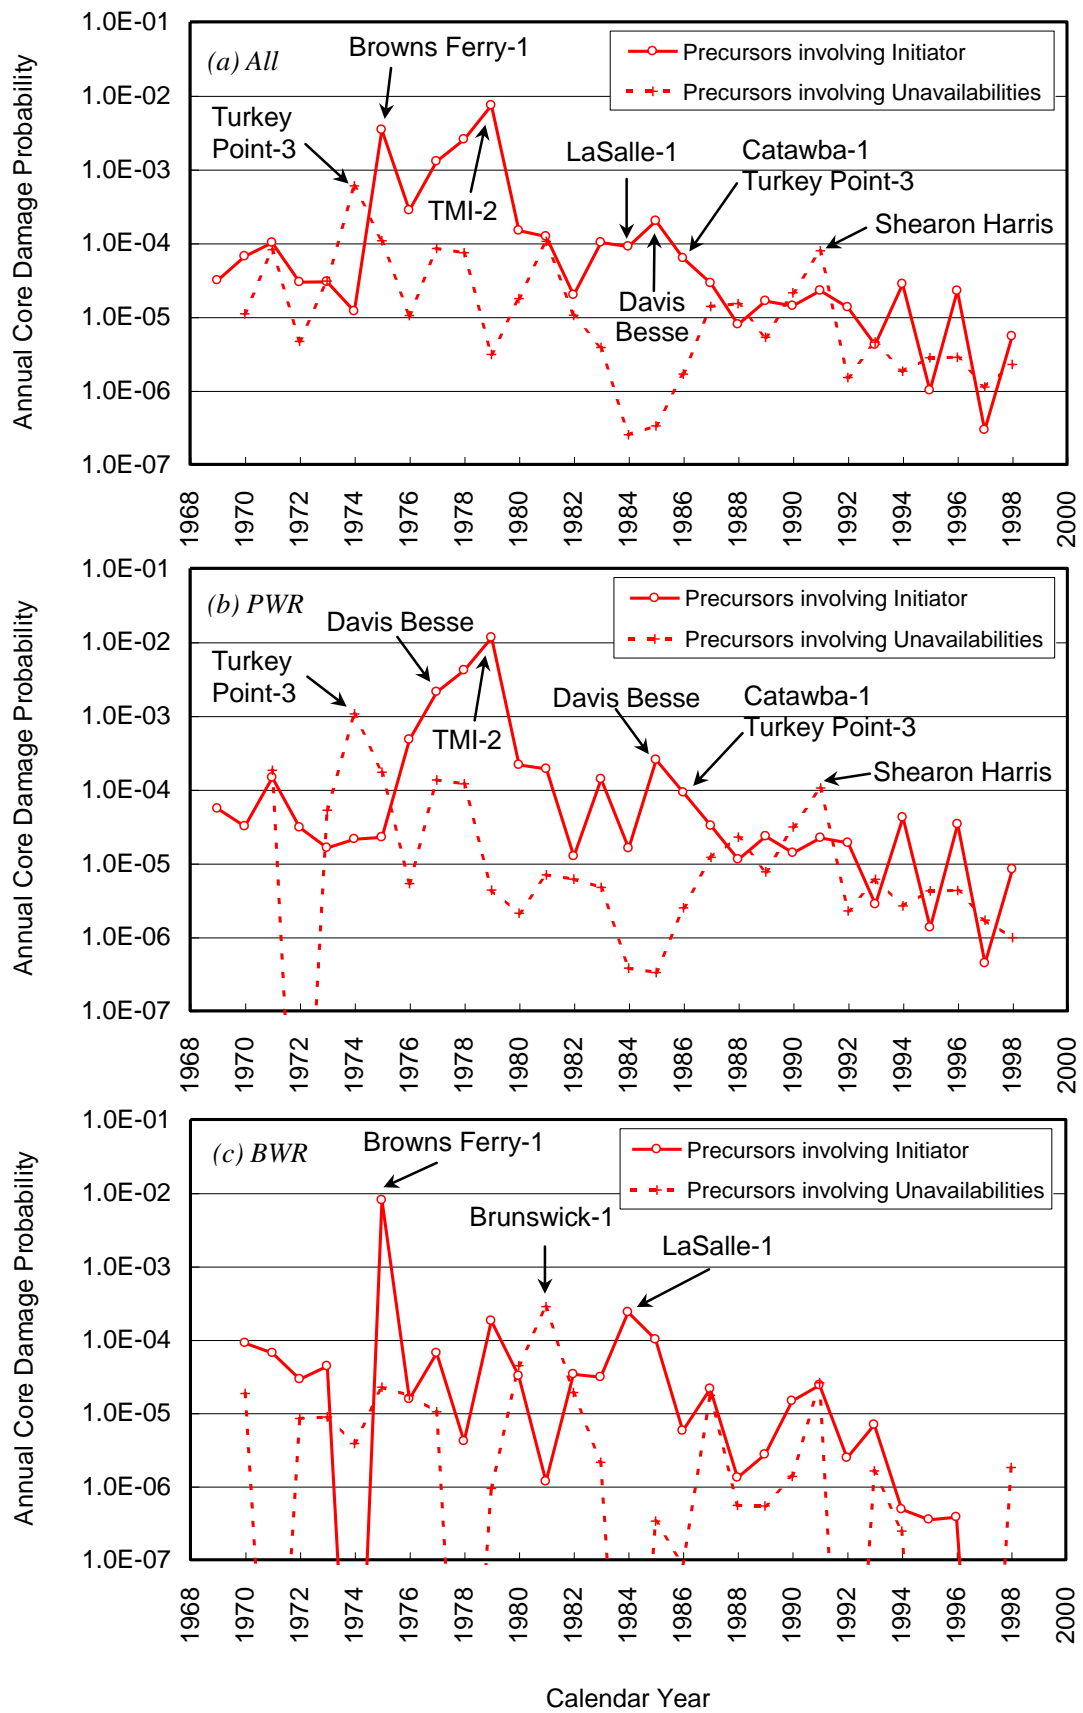 1.0E-01
1.0E-02
1.0E-03
1.0E-04
1.0E-05
1.0E-06
1.0E-07
Annual Core Damage Probability
(a) All
Browns Ferry-1
Precursors involving Initiator
Precursors involving Unavailabilities
Turkey
Point-3
TMI-2
LaSalle-1
Catawba-1
Turkey Point-3
Shearon Harris
Davis
Besse
1968
1970
1972
1974
1976
1978
1980
1982
1984
1986
1988
1990
1992
1994
1996
1998
2000
1.0E-01
1.0E-02
1.0E-03
1.0E-04
1.0E-05
1.0E-06
1.0E-07
Annual Core Damage Probability
(b) PWR
Precursors involving Initiator
Precursors involving Unavailabilities
Davis Besse
Turkey
Point-3
TMI-2
Davis Besse
Catawba-1
Turkey Point-3
Shearon Harris
1968
1970
1972
1974
1976
1978
1980
1982
1984
1986
1988
1990
1992
1994
1996
1998
2000
1.0E-01
1.0E-02
1.0E-03
1.0E-04
1.0E-05
1.0E-06
1.0E-07
Annual Core Damage Probability
(c) BWR
Browns Ferry-1
Precursors involving Initiator
Precursors involving Unavailabilities
Brunswick-1
LaSalle-1
1968
1970
1972
1974
1976
1978
1980
1982
1984
1986
1988
1990
1992
1994
1996
1998
2000
Calendar Year